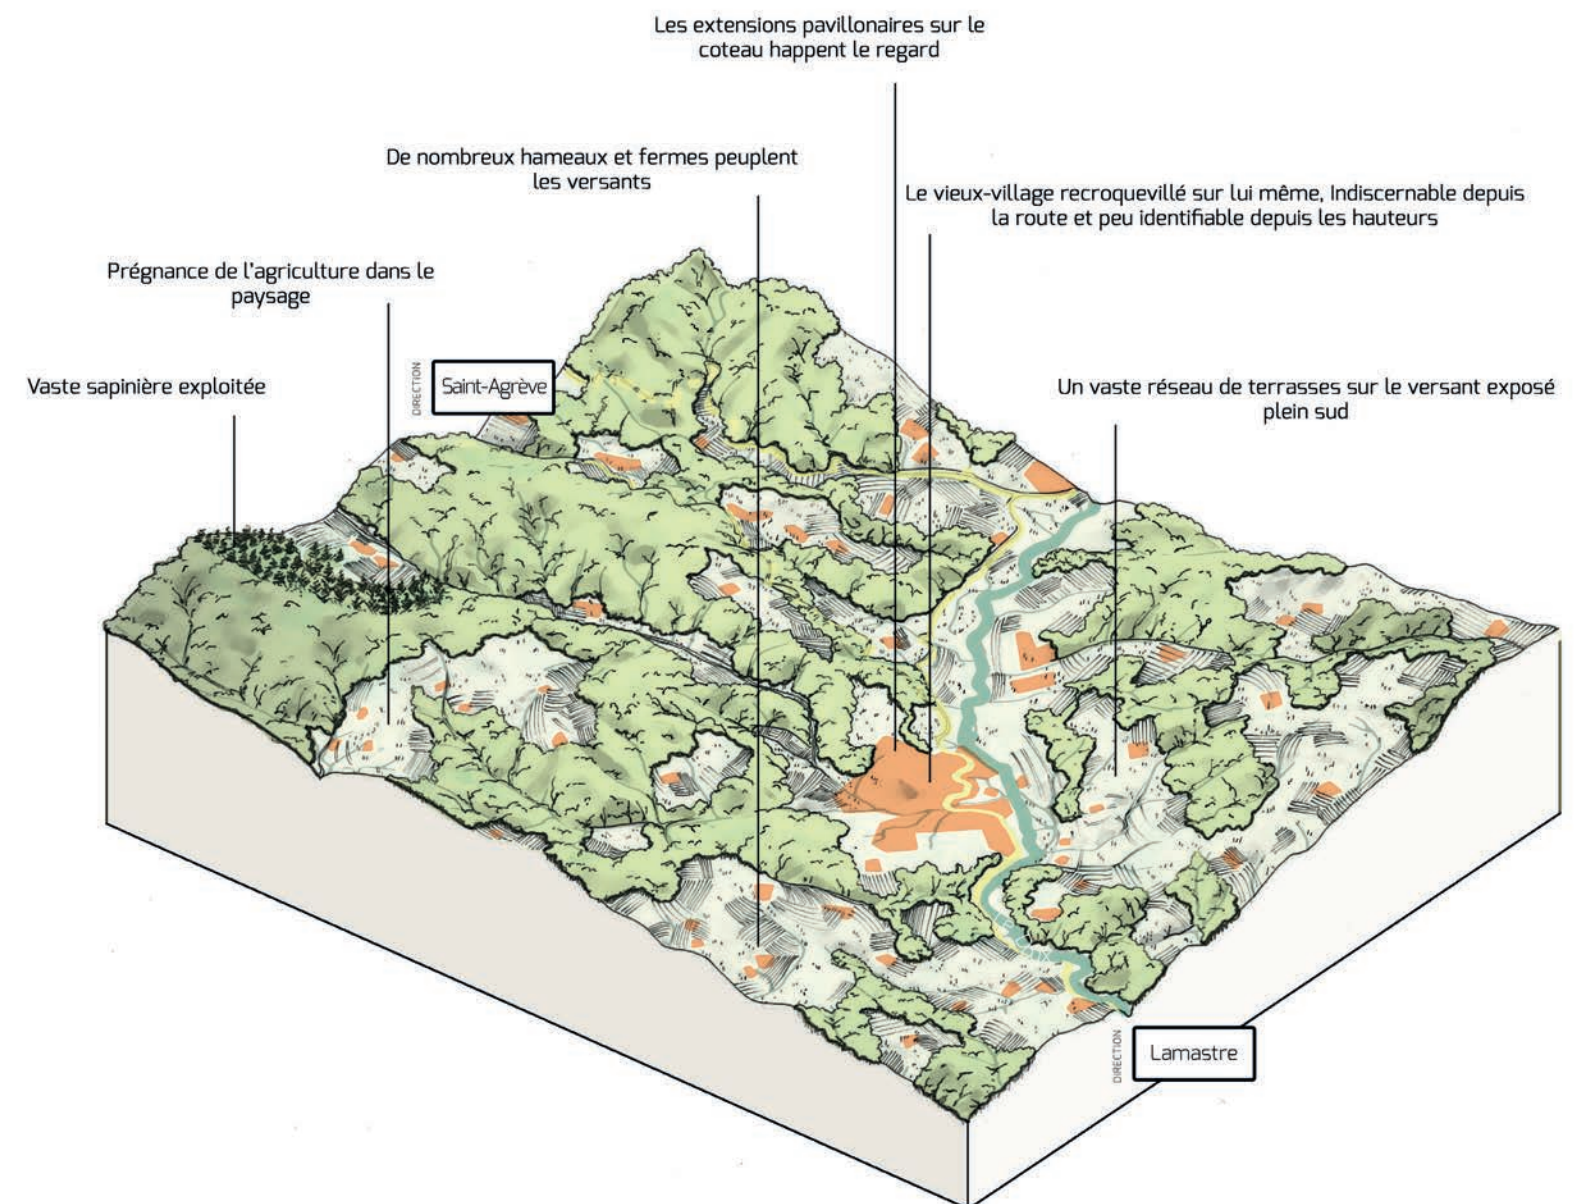 Les extensions pavillonaires sur le
coteau happent le regard
De nombreux hameaux et fermes peuplent
les versants
Le vieux-village recroquevillé sur lui même, Indiscernable depuis
la route et peu identifiable depuis les hauteurs
Prégnance de l'agriculture dans le
paysage
Vaste sapinière exploitée
DIRECTION
Saint-Agrève
Un vaste réseau de terrasses sur le versant exposé
plein sud
DIRECTION
Lamastre